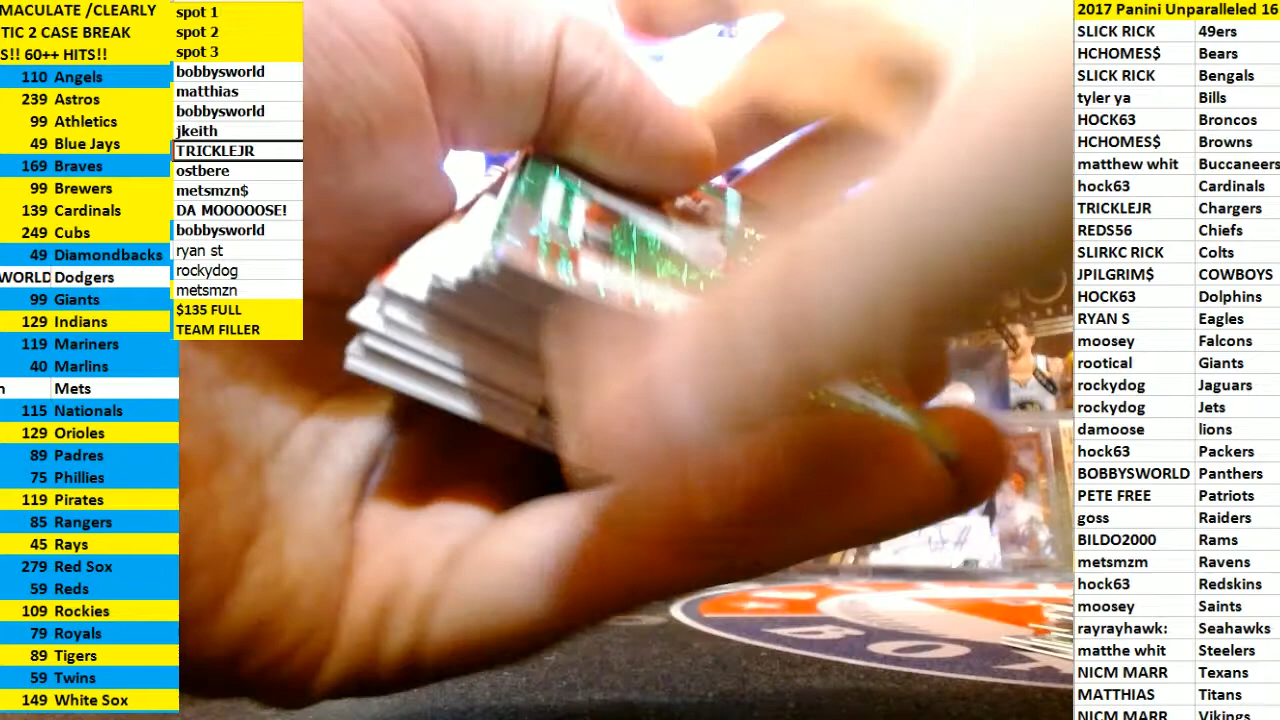 MACULATE /CLEARLY
TIC 2 CASE BREAK
S!! 60++ HITS!!
110 Angels
239 Astros
99 Athletics
49 Blue Jays
169 Braves
99 Brewers
139 Cardinals
249 Cubs
49 Diamondbacks
WORLD Dodgers
99 Giants
129 Indians
119 Mariners
40 Marlins
n Mets
115 Nationals
129 Orioles
89 Padres
75 Phillies
119 Pirates
85 Rangers
45 Rays
279 Red Sox
59 Reds
109 Rockies
79 Royals
89 Tigers
59 Twins
149 White Sox
spot 1
spot 2
spot 3
bobbysworld
matthias
bobbysworld
jkeith
TRICKLEJR
ostbere
metsmzn$
DA MOOOOOSE!
bobbysworld
ryan st
rockydog
metsmzn
$135 FULL
TEAM FILLER
BO
2017 Panini Unparalleled 16
SLICK RICK 49ers
HCHOMES$ Bears
SLICK RICK Bengals
tyler ya Bills
HOCK63 Broncos
HCHOMES$ Browns
matthew whit Buccaneers
hock63 Cardinals
TRICKLEJR Chargers
REDS56 Chiefs
SLIRKC RICK Colts
JPILGRIM$ COWBOYS
HOCK63 Dolphins
RYAN S Eagles
moosey Falcons
rootical Giants
rockydog Jaguars
rockydog Jets
damoose lions
hock63 Packers
BOBBYSWORLD Panthers
PETE FREE Patriots
goss Raiders
BILDO2000 Rams
metsmzm Ravens
hock63 Redskins
moosey Saints
rayrayhawk: Seahawks
matthe whit Steelers
NICM MARR Texans
MATTHIAS Titans
NICM MARR Vikings